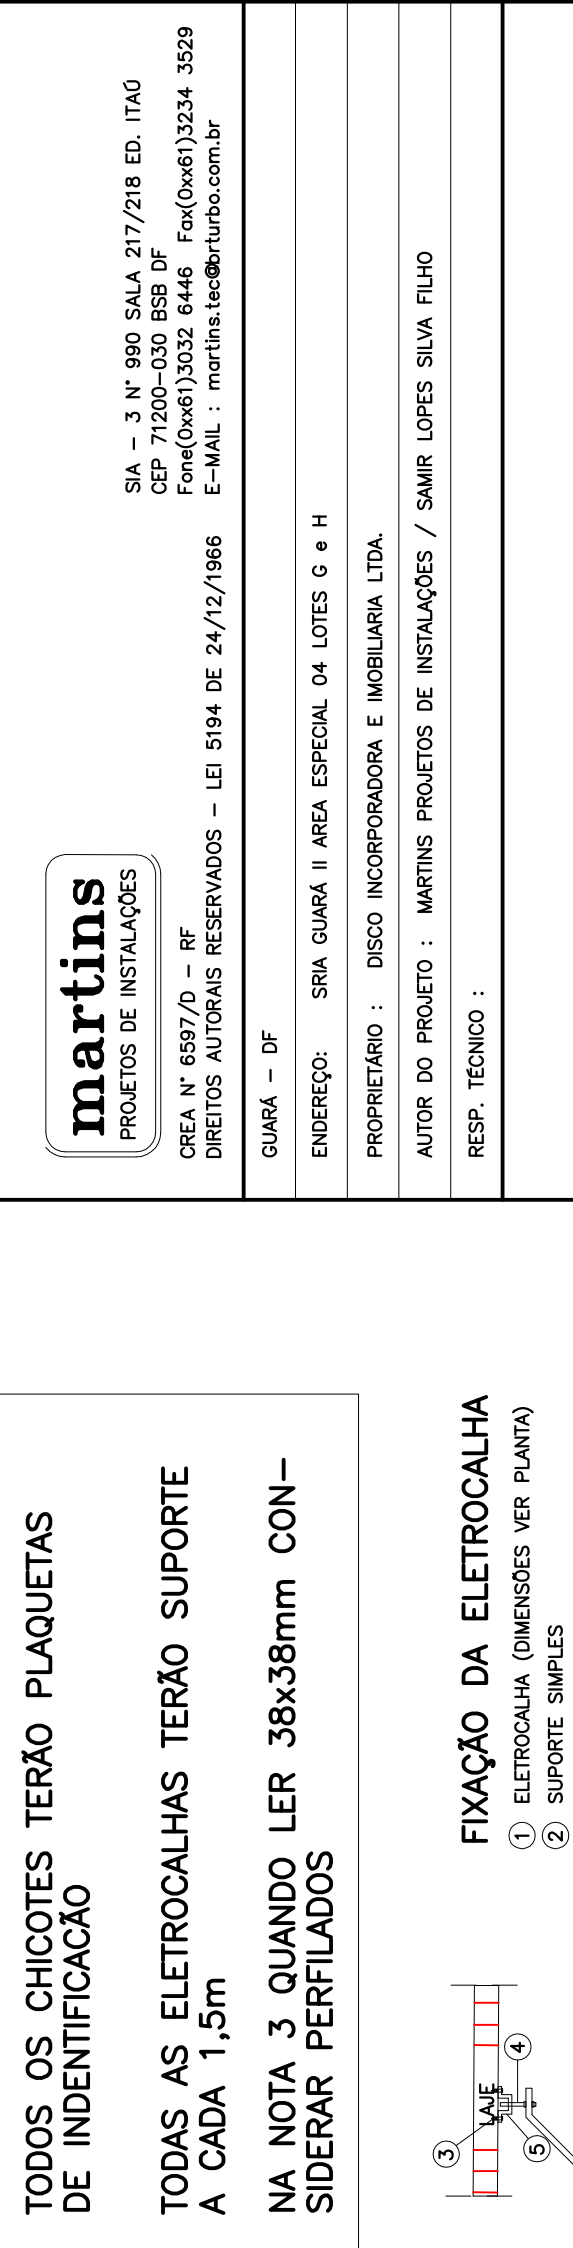 martins
PROJETOS DE INSTALAÇÕES
CREA N° 6597/D - RF
DIREITOS AUTORAIS RESERVADOS - LEI 5194 DE 24/12/1966
SIA - 3 N° 990 SALA 217/218 ED. ITAÚ
CEP 71200-030 BSB DF
Fone(0xx61)3032 6446 Fax(0xx61)3234 3529
E-MAIL : martins.tec@brturbo.com.br
GUARÁ - DF
ENDEREÇO: SRIA GUARÁ II AREA ESPECIAL 04 LOTES G e H
PROPRIETÁRIO : DISCO INCORPORADORA E IMOBILIARIA LTDA.
AUTOR DO PROJETO : MARTINS PROJETOS DE INSTALAÇÕES / SAMIR LOPES SILVA FILHO
RESP. TÉCNICO :
TODOS OS CHICOTES TERÃO PLAQUETAS
DE INDENTIFICACÃO
TODAS AS ELETROCALHAS TERÃO SUPORTE
A CADA 1,5m
NA NOTA 3 QUANDO LER 38x38mm CON-
SIDERAR PERFILADOS
FIXAÇÃO DA ELETROCALHA
1 ELETROCALHA (DIMENSÕES VER PLANTA)
2 SUPORTE SIMPLES
3
LAJE
4
5